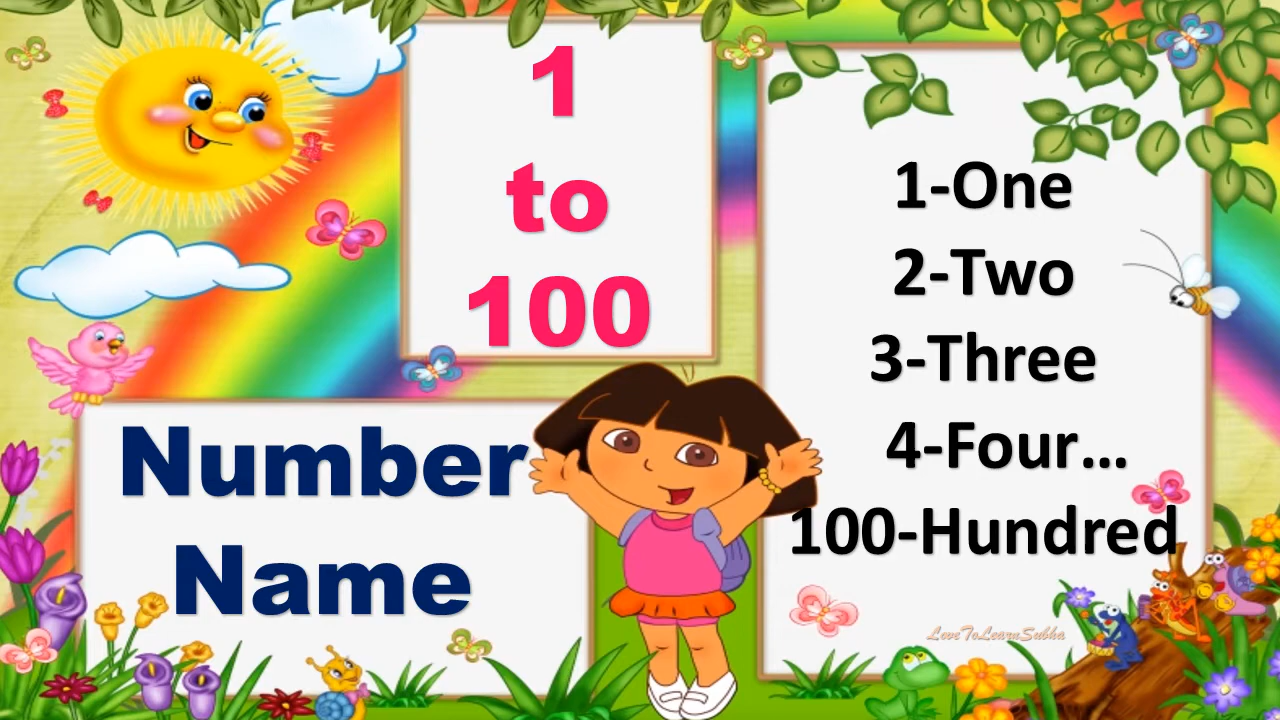 1
to
100
Number
Name
1-One
2-Two
3-Three
4-Four...
100-Hundred
LoveToLearnSubha